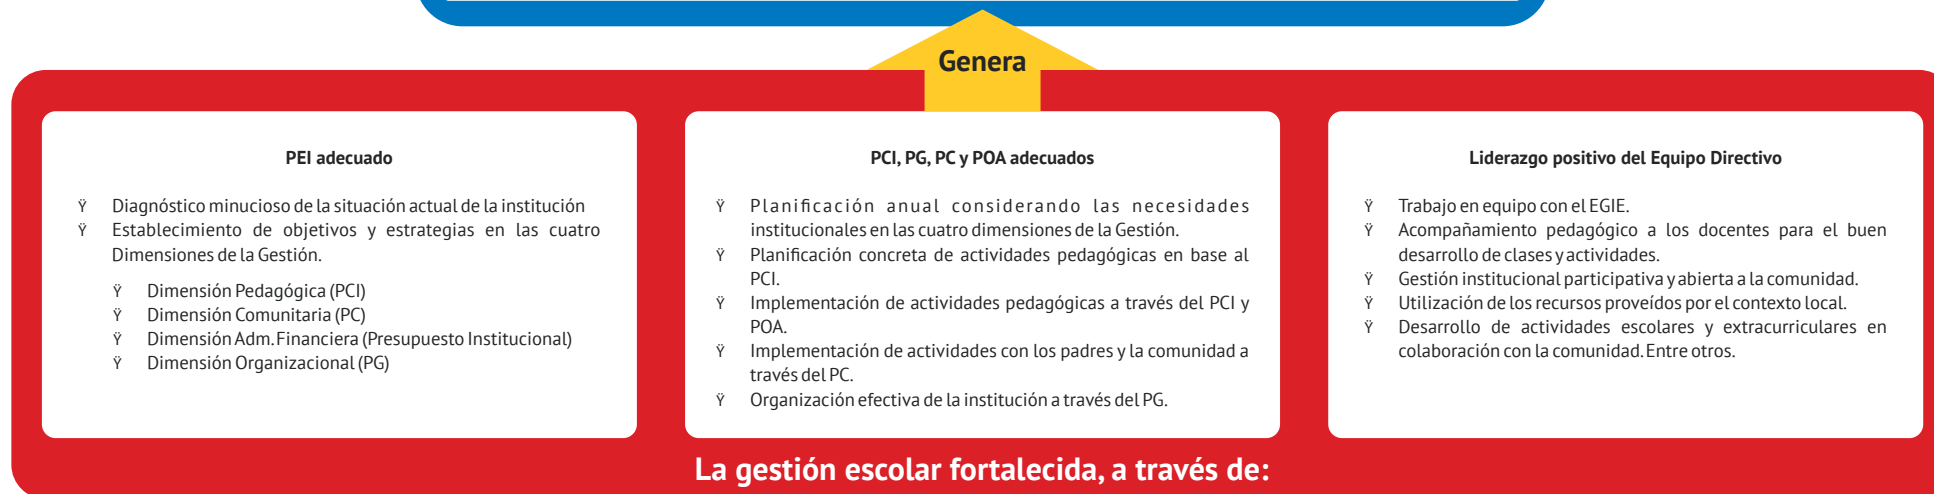 Genera
PEI adecuado
Ÿ Diagnóstico minucioso de la situación actual de la institución
Ÿ Establecimiento de objetivos y estrategias en las cuatro
Dimensiones de la Gestión.
Ÿ Dimensión Pedagógica (PCI)
Ÿ Dimensión Comunitaria (PC)
Ÿ Dimensión Adm. Financiera (Presupuesto Institucional)
Ÿ Dimensión Organizacional (PG)
PCI, PG, PC y POA adecuados
Ÿ Planificación anual considerando las necesidades
institucionales en las cuatro dimensiones de la Gestión.
Ÿ Planificación concreta de actividades pedagógicas en base al
PCI.
Ÿ Implementación de actividades pedagógicas a través del PCI y
POA.
Ÿ Implementación de actividades con los padres y la comunidad a
través del PC.
Ÿ Organización efectiva de la institución a través del PG.
Liderazgo positivo del Equipo Directivo
Ÿ Trabajo en equipo con el EGIE.
Ÿ Acompañamiento pedagógico a los docentes para el buen
desarrollo de clases y actividades.
Ÿ Gestión institucional participativa y abierta a la comunidad.
Ÿ Utilización de los recursos proveídos por el contexto local.
Ÿ Desarrollo de actividades escolares y extracurriculares en
colaboración con la comunidad. Entre otros.
La gestión escolar fortalecida, a través de: